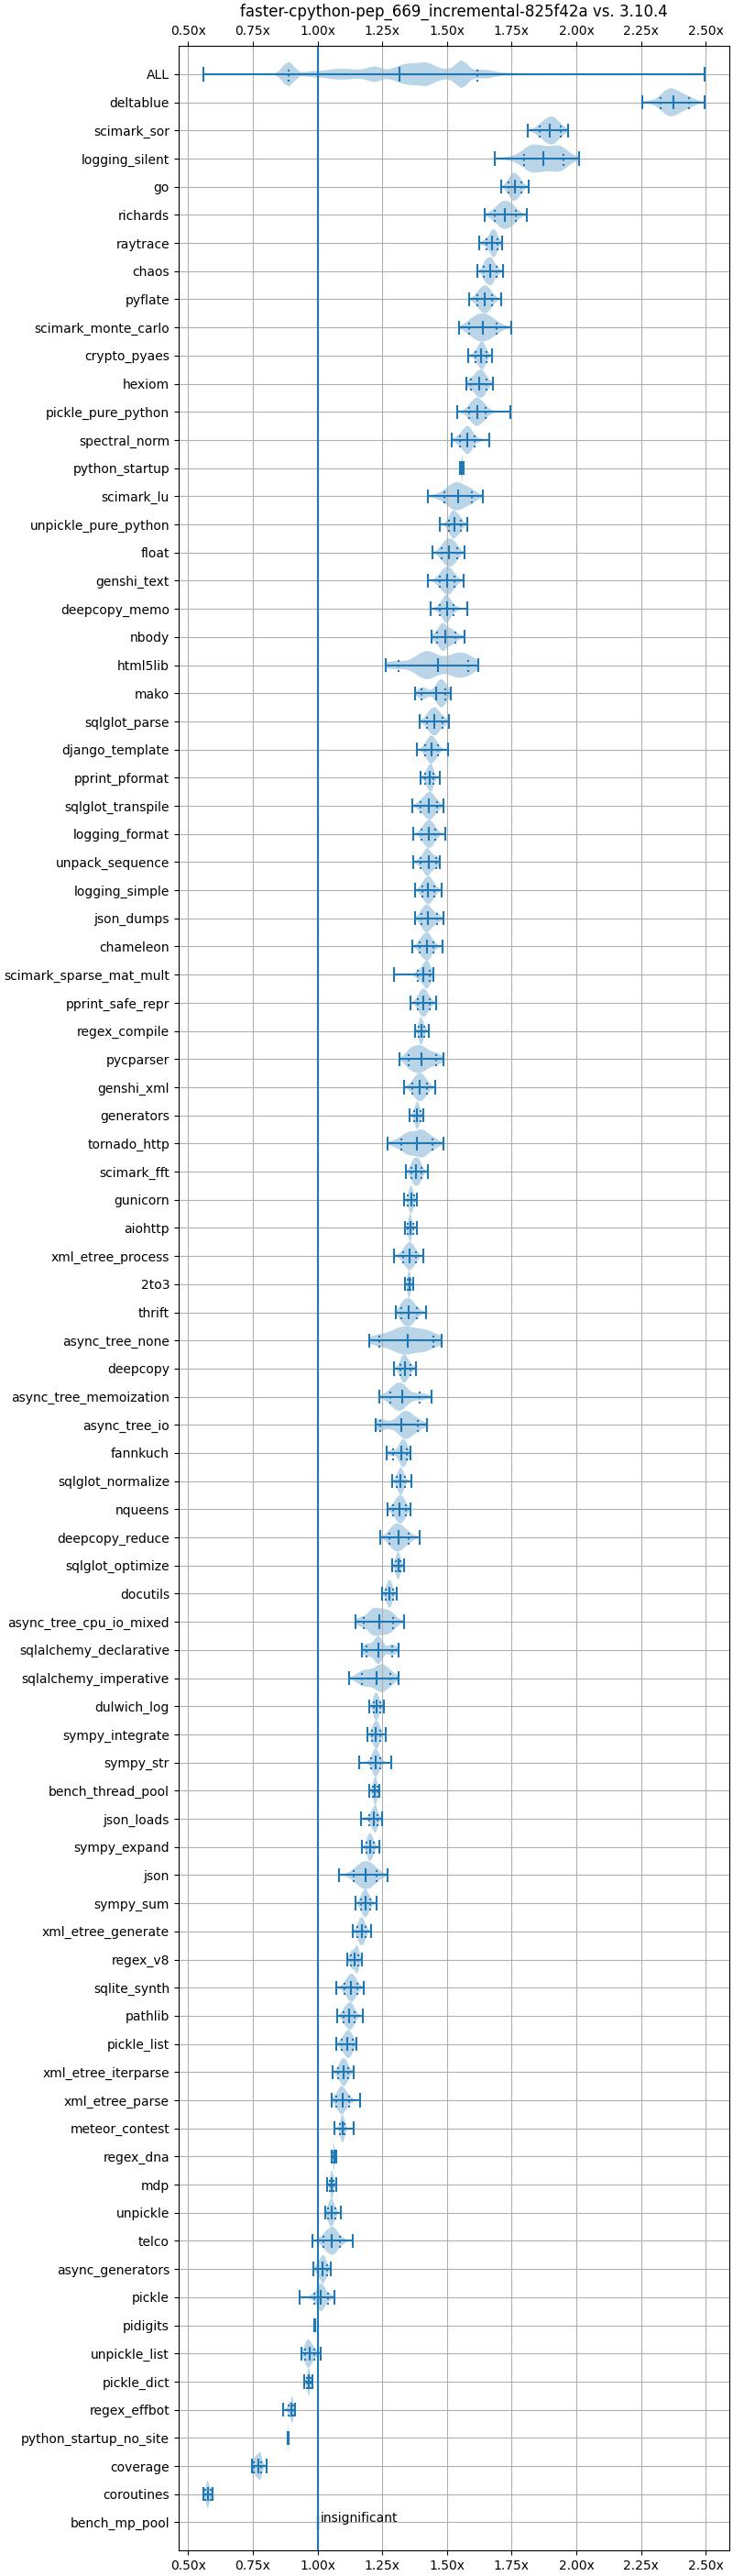 faster-cpython-pep_669_incremental-825f42a vs. 3.10.4
0.50x 0.75x 1.00x 1.25x 1.50x 1.75x 2.00x 2.25x 2.50x
ALL
deltablue
scimark_sor
logging_silent
go
richards
raytrace
chaos
pyflate
scimark_monte_carlo
crypto_pyaes
hexiom
pickle_pure_python
spectral_norm
python_startup
scimark_lu
unpickle_pure_python
float
genshi_text
deepcopy_memo
nbody
html5lib
mako
sqlglot_parse
django_template
pprint_pformat
sqlglot_transpile
logging_format
unpack_sequence
logging_simple
json_dumps
chameleon
scimark_sparse_mat_mult
pprint_safe_repr
regex_compile
pycparser
genshi_xml
generators
tornado_http
scimark_fft
gunicorn
aiohttp
xml_etree_process
2to3
thrift
async_tree_none
deepcopy
async_tree_memoization
async_tree_io
fannkuch
sqlglot_normalize
nqueens
deepcopy_reduce
sqlglot_optimize
docutils
async_tree_cpu_io_mixed
sqlalchemy_declarative
sqlalchemy_imperative
dulwich_log
sympy_integrate
sympy_str
bench_thread_pool
json_loads
sympy_expand
json
sympy_sum
xml_etree_generate
regex_v8
sqlite_synth
pathlib
pickle_list
xml_etree_iterparse
xml_etree_parse
meteor_contest
regex_dna
mdp
unpickle
telco
async_generators
pickle
pidigits
unpickle_list
pickle_dict
regex_effbot
python_startup_no_site
coverage
coroutines
bench_mp_pool insignificant
0.50x 0.75x 1.00x 1.25x 1.50x 1.75x 2.00x 2.25x 2.50x